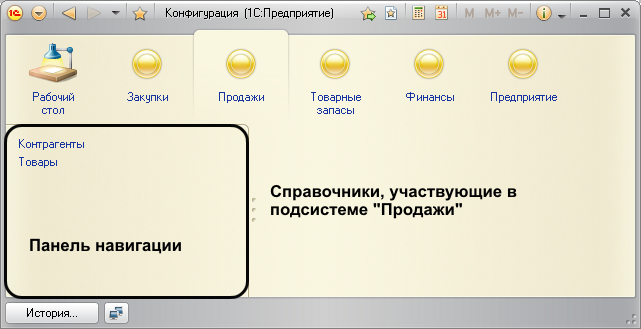 Конфигурация (1С:Предприятие)
31
M M+ M-
Рабочий
стол
Закупки
Продажи
Товарные
запасы
Финансы
Предприятие
Контрагенты
Товары
Справочники, участвующие в
подсистеме "Продажи"
Панель навигации
История...